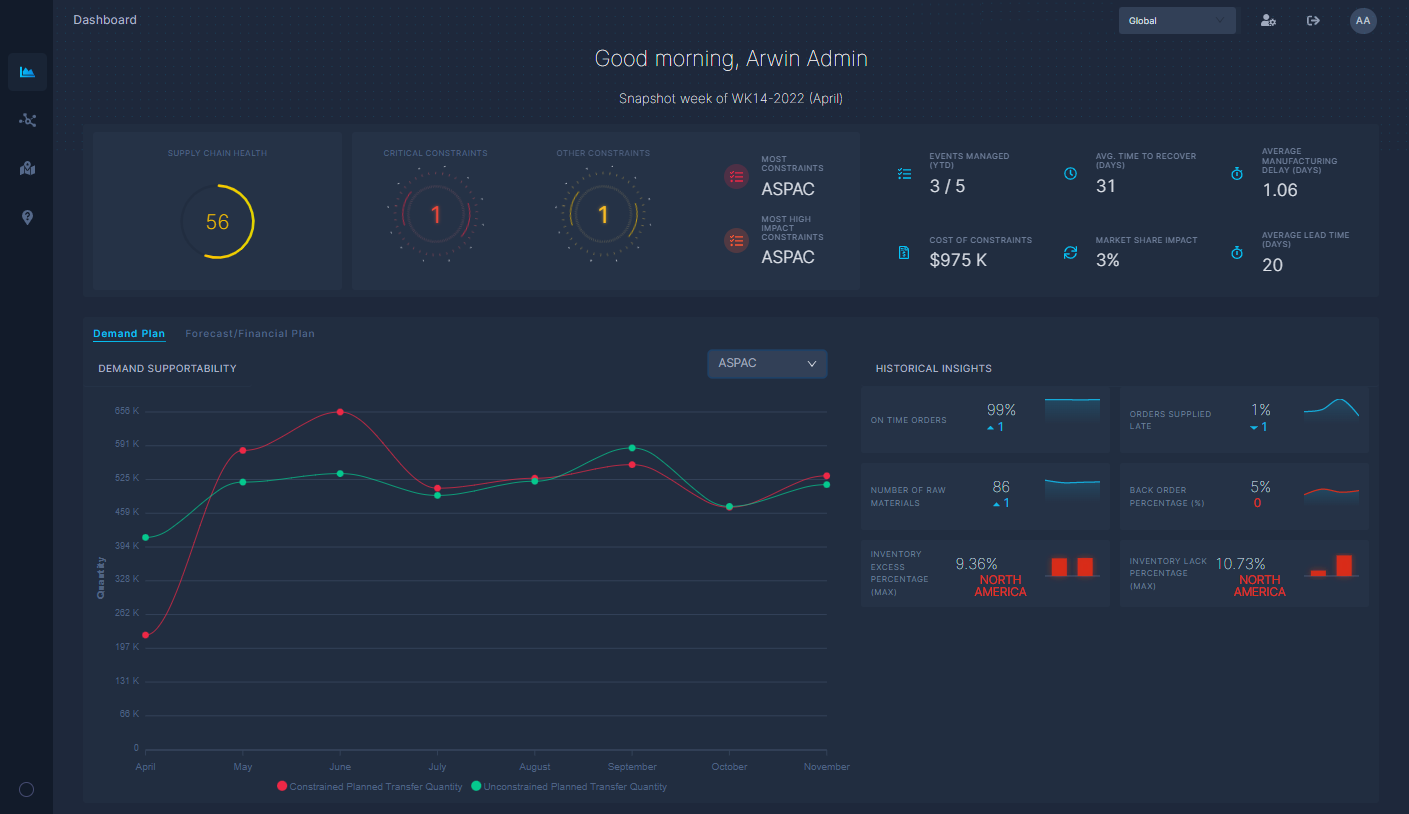 Dashboard
Global
AA
Good morning, Arwin Admin
Snapshot week of WK14-2022 (April)
SUPPLY CHAIN HEALTH
56
CRITICAL CONSTRAINTS
1
OTHER CONSTRAINTS
1
MOST
CONSTRAINTS
ASPAC
MOST HIGH
IMPACT
CONSTRAINTS
ASPAC
EVENTS MANAGED
(YTD)
3 / 5
AVG. TIME TO RECOVER
(DAYS)
31
AVERAGE
MANUFACTURING
DELAY (DAYS)
1.06
COST OF CONSTRAINTS
$975 K
MARKET SHARE IMPACT
3%
AVERAGE LEAD TIME
(DAYS)
20
Demand Plan
Forecast/Financial Plan
DEMAND SUPPORTABILITY
ASPAC
656 K
591 K
525 K
459 K
394 K
328 K
262 K
197 K
131 K
66 K
0
Quantity
April
May
June
July
August
September
October
November
Constrained Planned Transfer Quantity
Unconstrained Planned Transfer Quantity
HISTORICAL INSIGHTS
ON TIME ORDERS
99%
1
ORDERS SUPPLIED
LATE
1%
1
NUMBER OF RAW
MATERIALS
86
1
BACK ORDER
PERCENTAGE (%)
5%
0
INVENTORY
EXCESS
PERCENTAGE
(MAX)
9.36%
NORTH
AMERICA
INVENTORY LACK
PERCENTAGE
(MAX)
10.73%
NORTH
AMERICA